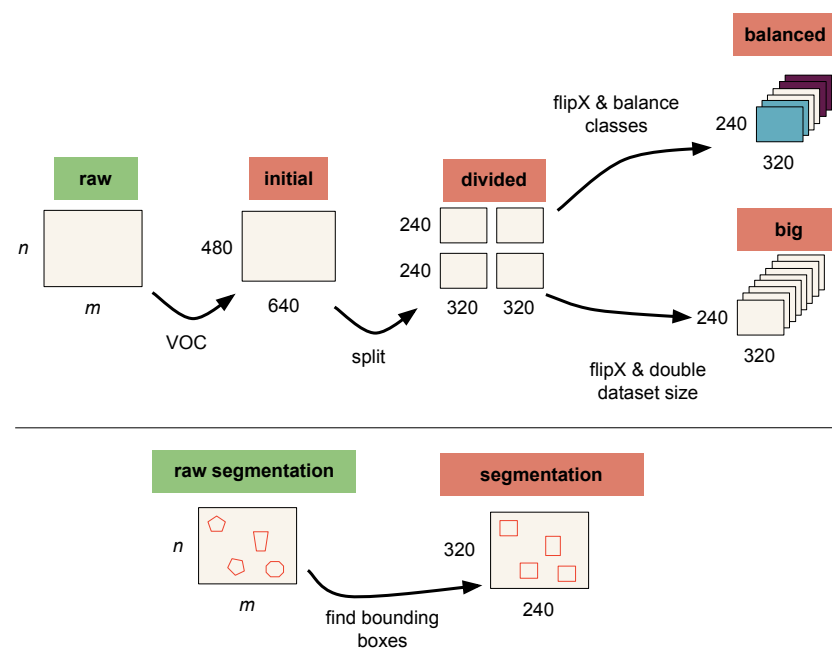 balanced
flipX & balance
classes
240
320
raw
initial
divided
n
480
240
240
m
640
320
320
VOC
split
big
240
320
flipX & double
dataset size
raw segmentation
segmentation
n
320
m
240
find bounding
boxes